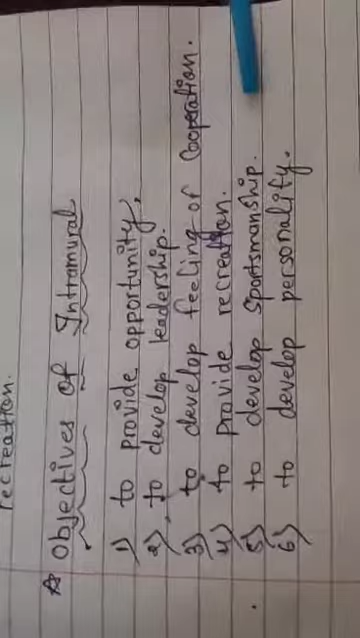 recreation.
☆ Objectives of Intramural
1) to provide opportunity,
2) to develop leadership.
3) to develop feeling of Cooperation.
4) to provide recreation.
5) to develop sportsmanship.
6) to develop personality.